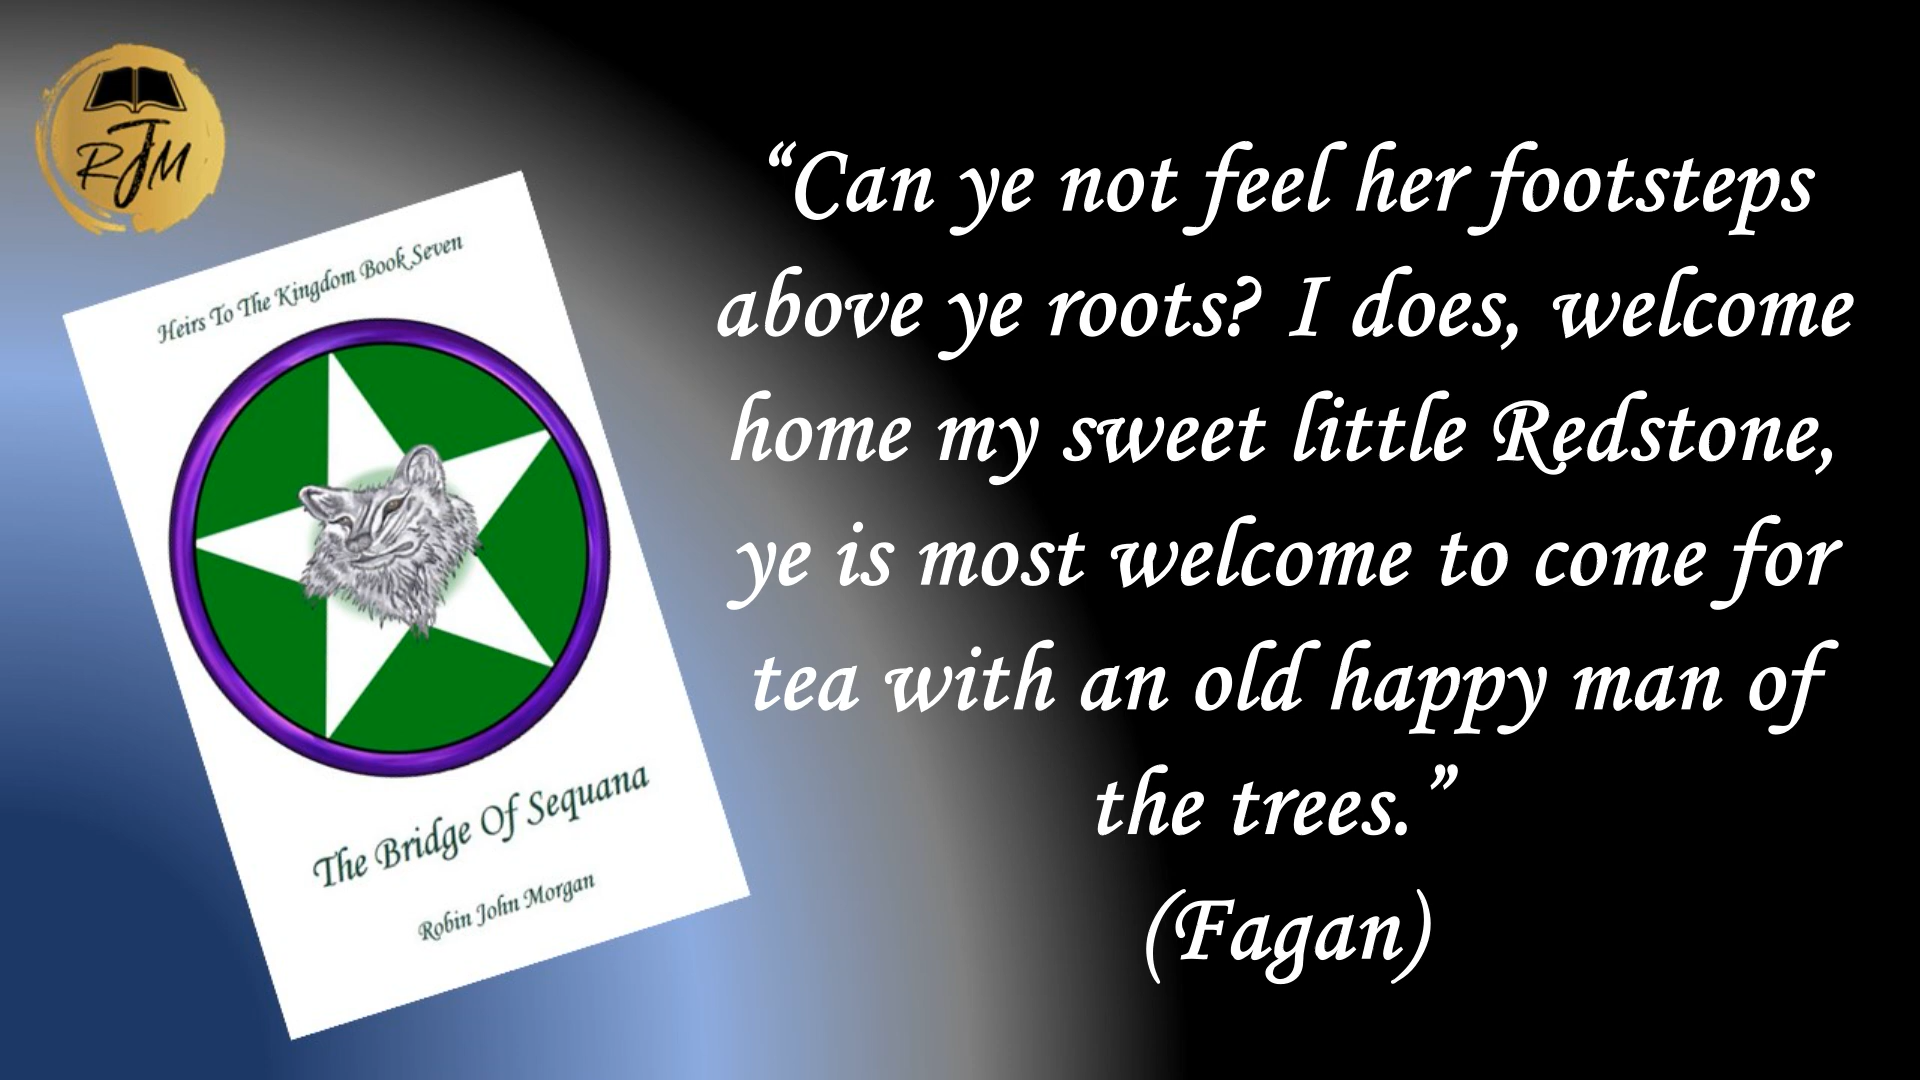 RJM
Heirs To The Kingdom Book Seven
The Bridge Of Sequana
Robin John Morgan
“Can ye not feel her footsteps
above ye roots? I does, welcome
home my sweet little Redstone,
ye is most welcome to come for
tea with an old happy man of
the trees.”
(Fagan)